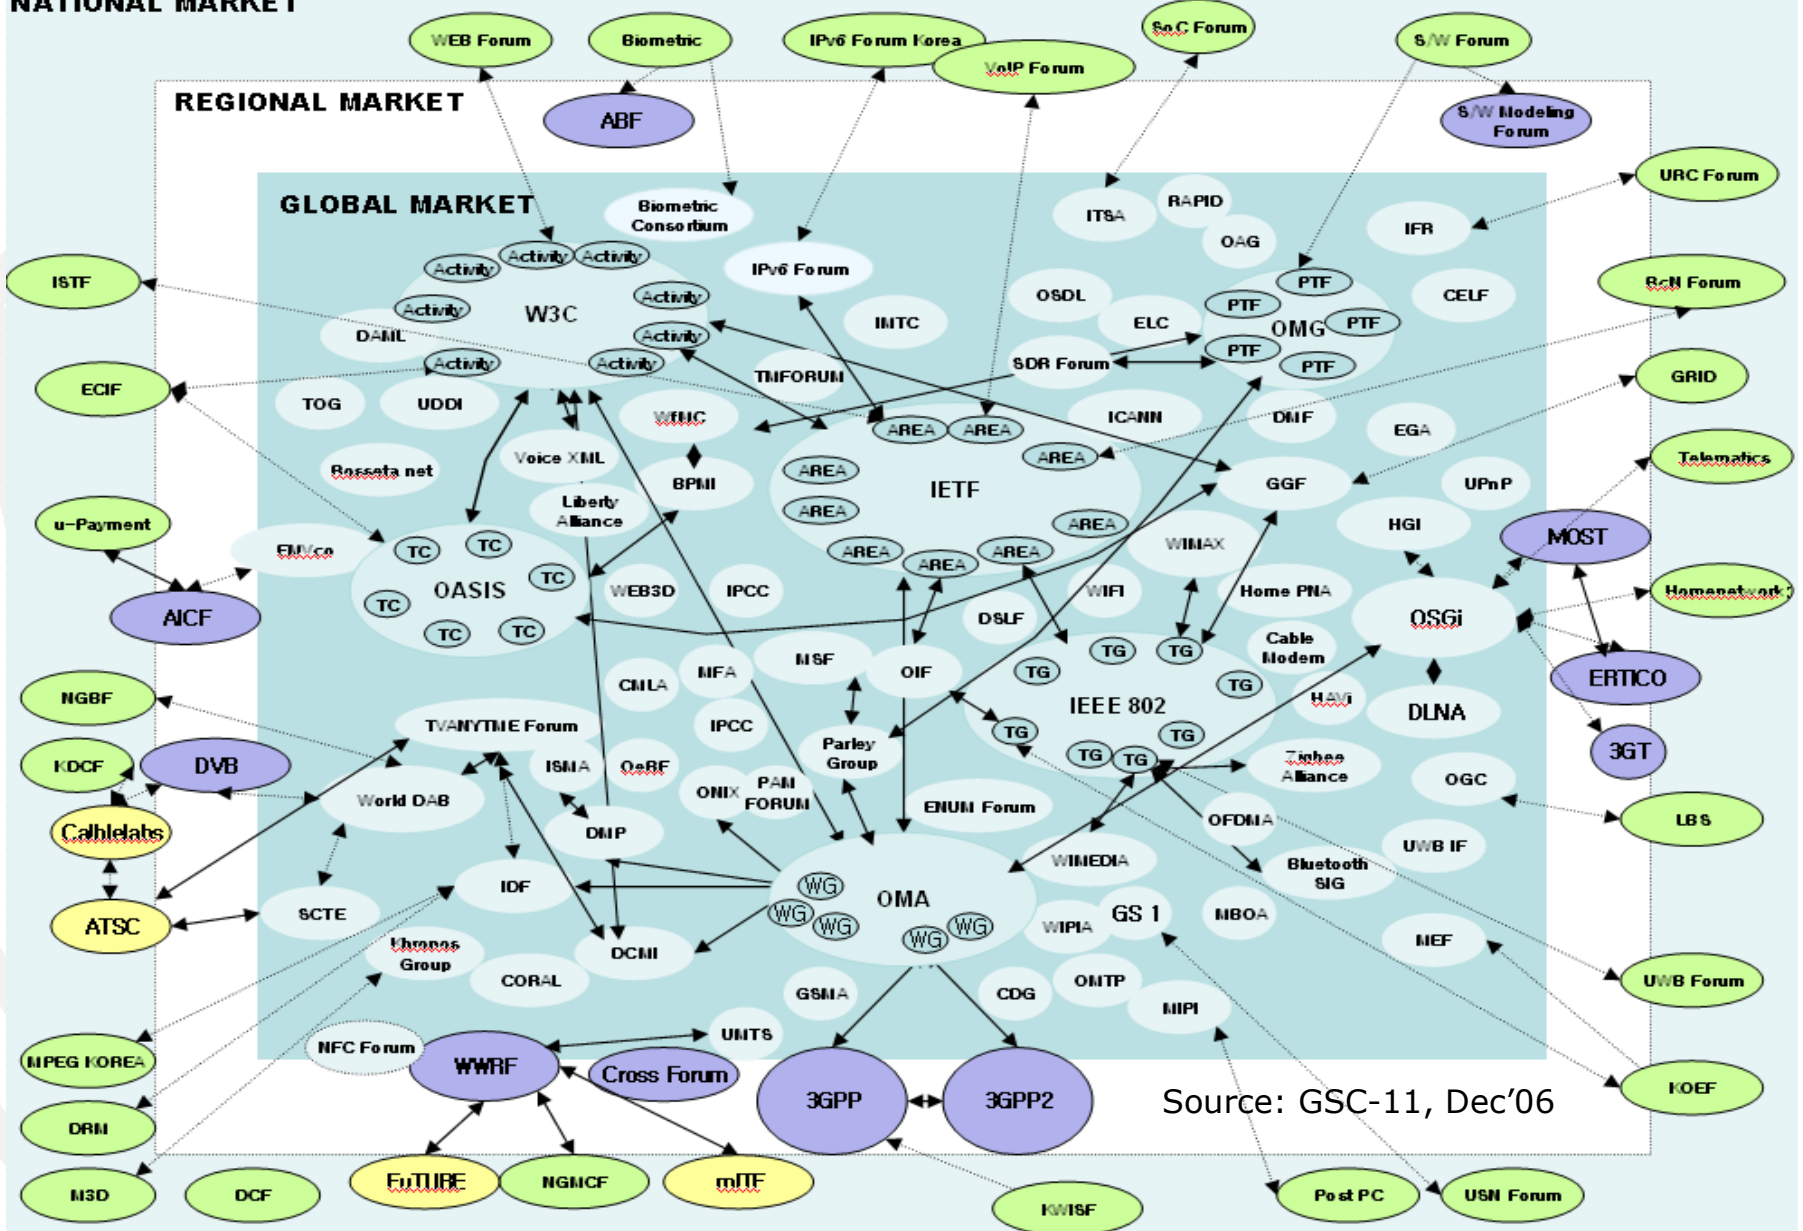 NATIONAL MARKET
WEB Forum
Biometric
IPv6 Forum Korea
VoIP Forum
SoC Forum
S/W Forum
REGIONAL MARKET
ABF
S/W Modeling
Forum
URC Forum
GLOBAL MARKET
Biometric
Consortium
ITSA
RAPID
OAG
IFR
IPv6 Forum
ISTF
Activity
Activity
Activity
Activity
Activity
Activity
Activity
Activity
W3C
DAML
IMTC
OSDL
ELC
PTF
PTF
PTF
PTF
PTF
OMG
CELF
BcN Forum
SDR Forum
TMFORUM
ECIF
TOG
UDDI
WfMC
ICANN
DMF
EGA
GRID
AREA
AREA
AREA
AREA
AREA
AREA
AREA
AREA
AREA
IETF
Rosseta net
Voice XML
BPMI
Liberty
Alliance
GGF
UPnP
Telematics
u-Payment
EMVco
HGI
MOST
WIMAX
TC
TC
TC
TC
TC
TC
OASIS
WEB3D
IPCC
WIFI
Home PNA
DSLF
OSGi
Homenetwork
AICF
Cable
Modem
ERTICO
NGBF
CMLA
MFA
MSF
OIF
TG
TG
TG
TG
TG
TG
TG
TG
IEEE 802
HAVi
DLNA
TVANYTIME Forum
IPCC
Parley
Group
3GT
KDCF
DVB
ISMA
OeBF
Zigbee
Alliance
OGC
World DAB
ONIX
PAM
FORUM
ENUM Forum
LBS
Calhlelabs
DMP
OFDMA
UWB IF
WIMEDIA
Bluetooth
SIG
IDF
WG
WG
WG
WG
WG
OMA
ATSC
SCTE
WIPIA
GS 1
MBOA
MEF
Khronos
Group
DCMI
CORAL
GSMA
CDG
OMTP
MIPI
UWB Forum
UMTS
NFC Forum
MPEG KOREA
WWRF
Cross Forum
3GPP
3GPP2
Source: GSC-11, Dec’06
KOEF
DRM
M3D
DCF
FuTURE
NGMCF
mITF
KWISF
Post PC
USN Forum